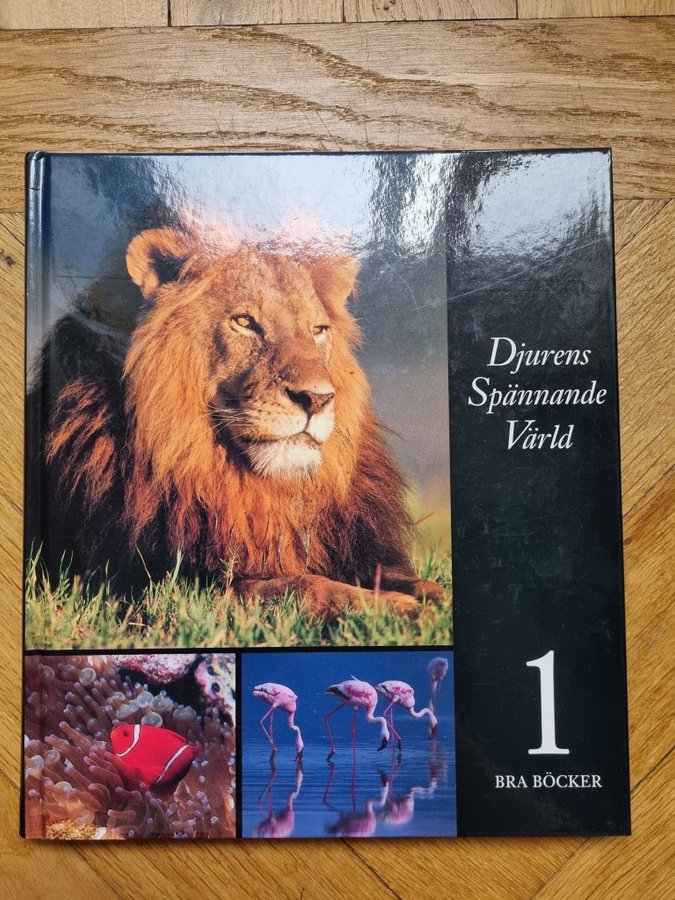 Djurens
Spännande
Värld
1
BRA BÖCKER